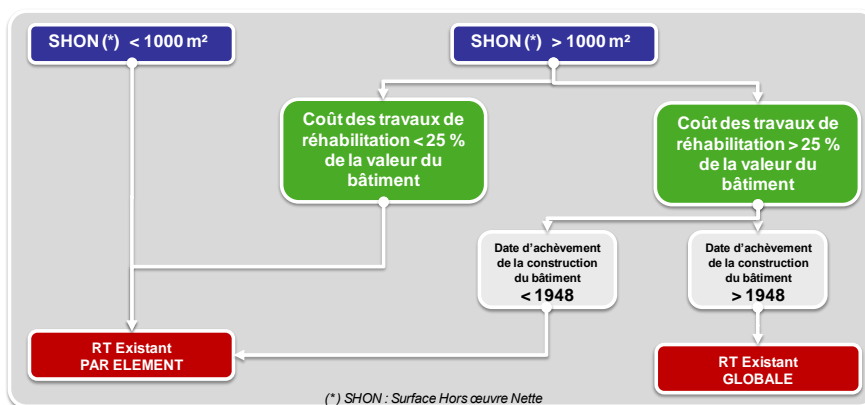 SHON (*) < 1000 m²
SHON (*) > 1000 m²
Coût des travaux de
réhabilitation < 25 %
de la valeur du
bâtiment
Coût des travaux de
réhabilitation > 25 %
de la valeur du
bâtiment
Date d'achèvement
de la construction
du bâtiment
< 1948
Date d'achèvement
de la construction
du bâtiment
> 1948
RT Existant
PAR ELEMENT
RT Existant
GLOBALE
(*) SHON : Surface Hors œuvre Nette